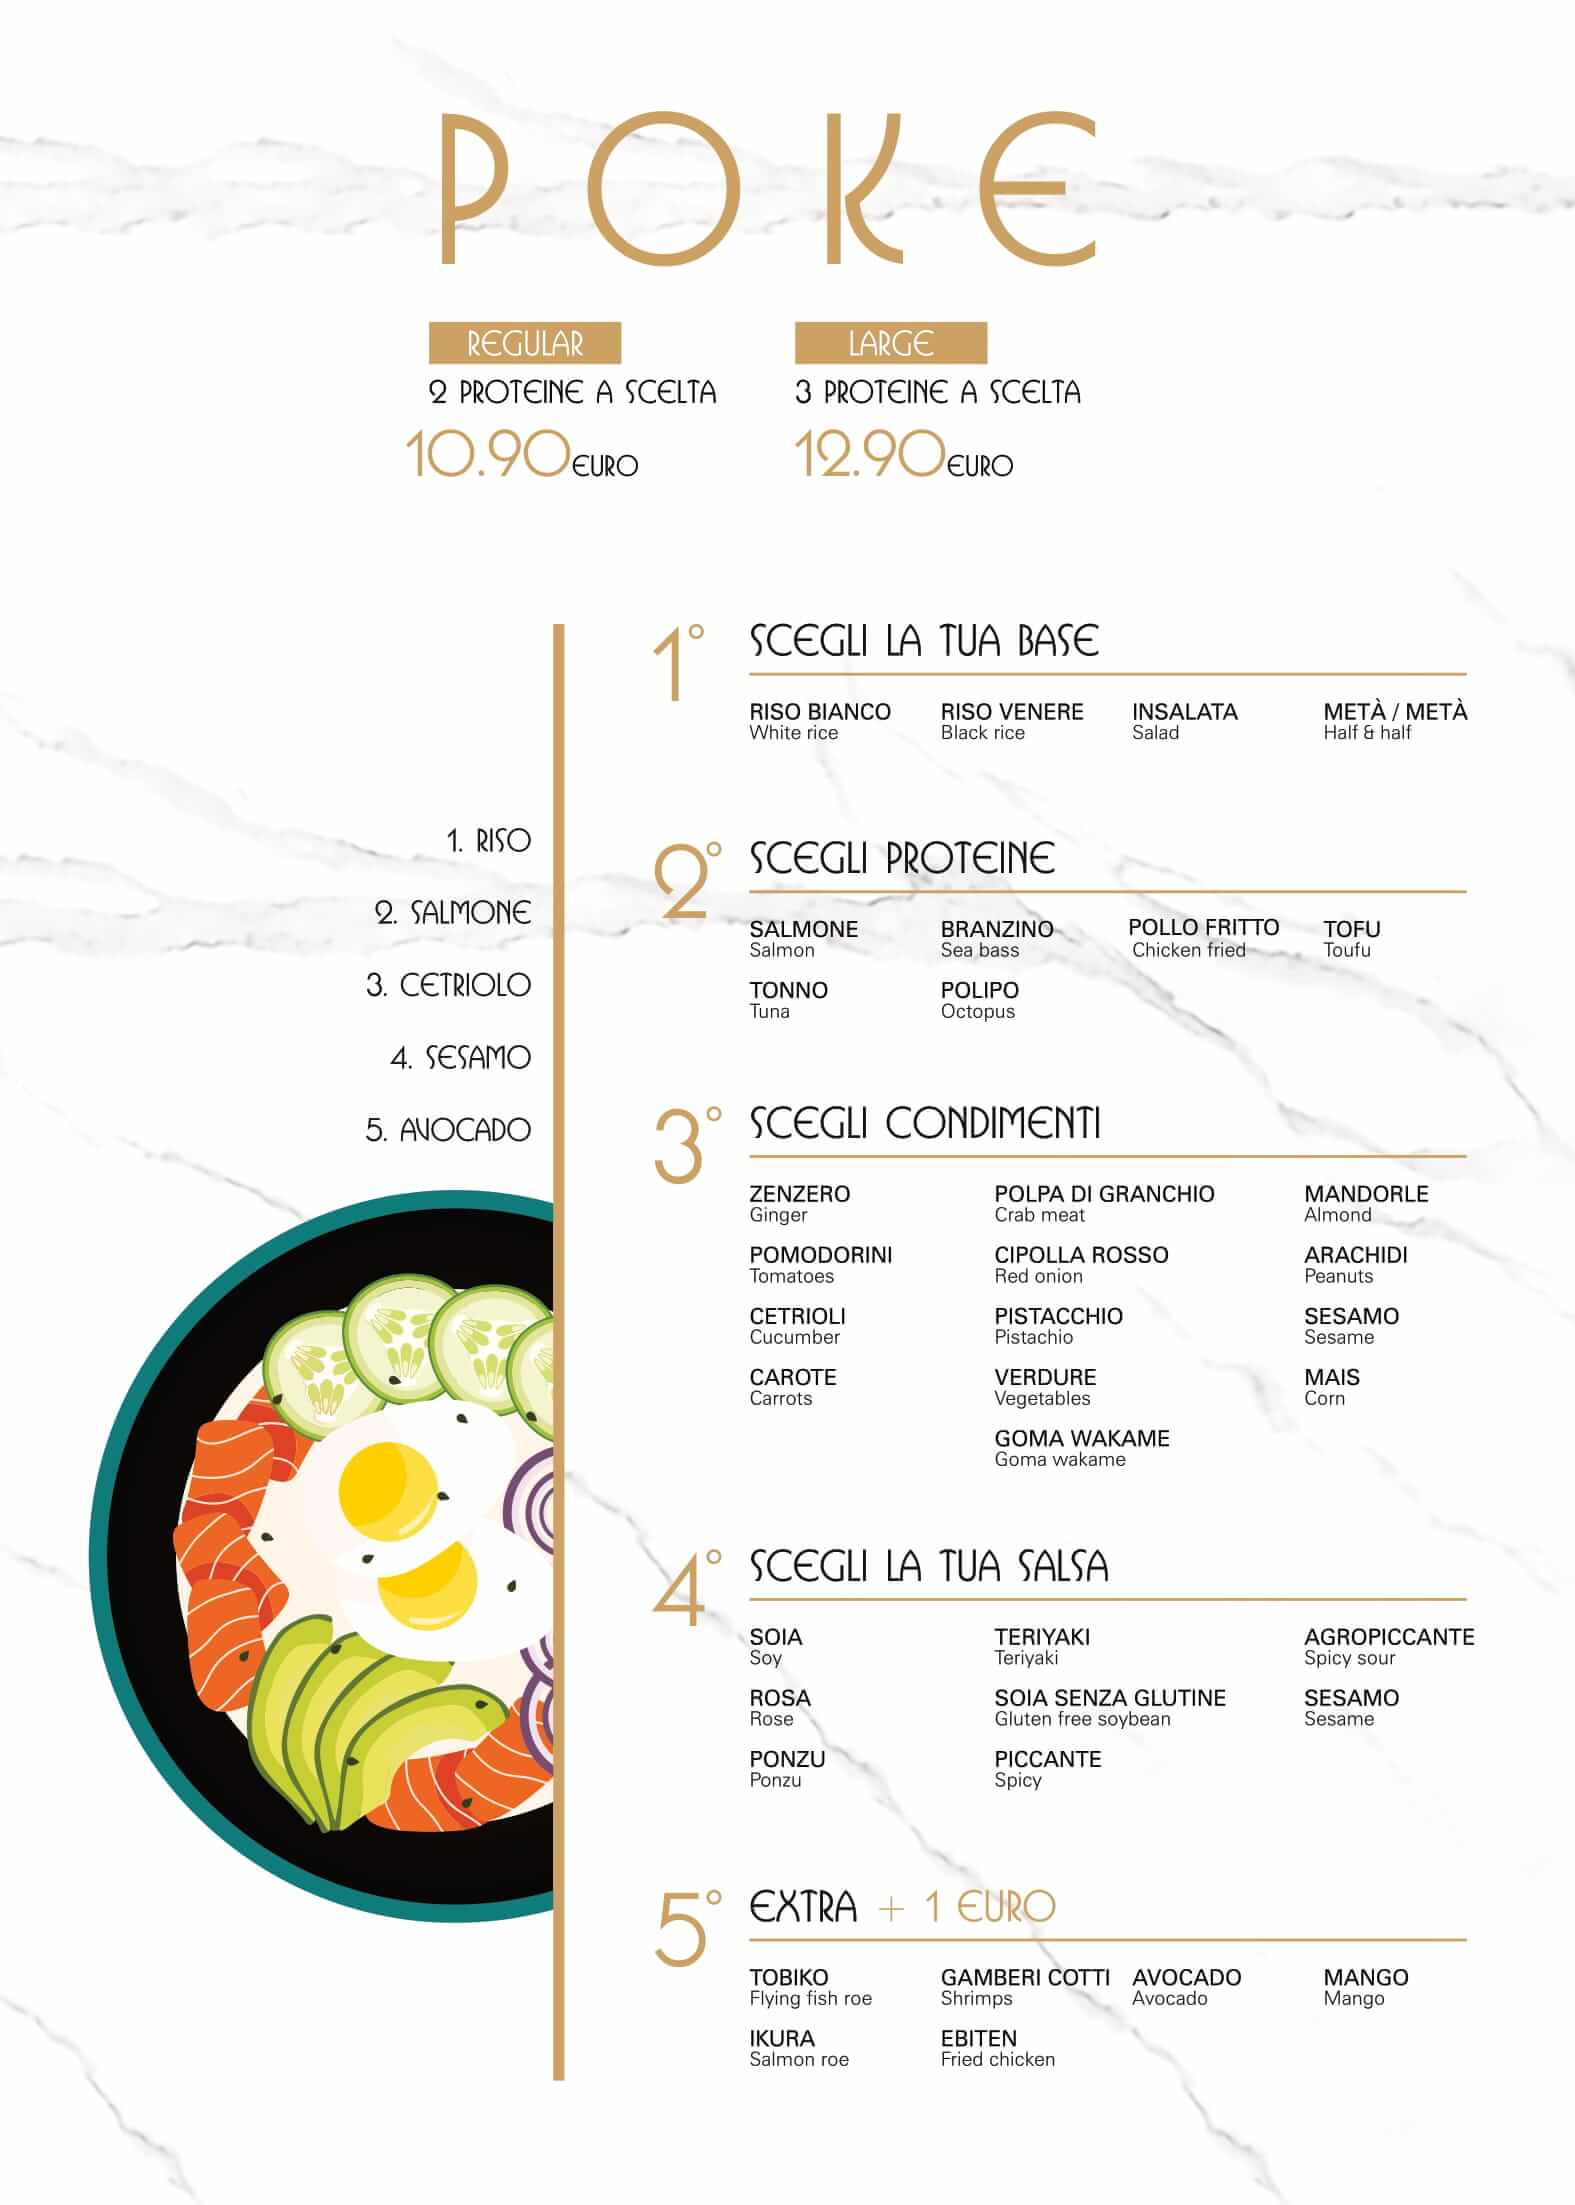 POKE
REGULAR
2 PROTEINE A SCELTA
10.90 EURO
LARGE
3 PROTEINE A SCELTA
12.90 EURO
1. RISO
2. SALMONE
3. CETRIOLO
4. SESAMO
5. AVOCADO
1° SCEGLI LA TUA BASE
RISO BIANCO
White rice
RISO VENERE
Black rice
INSALATA
Salad
METÀ / METÀ
Half & half
2° SCEGLI PROTEINE
SALMONE
Salmon
BRANZINO
Sea bass
POLLO FRITTO
Chicken fried
TOFU
Toufu
TONNO
Tuna
POLIPO
Octopus
3° SCEGLI CONDIMENTI
ZENZERO
Ginger
POLPA DI GRANCHIO
Crab meat
MANDORLE
Almond
POMODORINI
Tomatoes
CIPOLLA ROSSO
Red onion
ARACHIDI
Peanuts
CETRIOLI
Cucumber
PISTACCHIO
Pistachio
SESAMO
Sesame
CAROTE
Carrots
VERDURE
Vegetables
MAIS
Corn
GOMA WAKAME
Goma wakame
4° SCEGLI LA TUA SALSA
SOIA
Soy
TERIYAKI
Teriyaki
AGROPICCANTE
Spicy sour
ROSA
Rose
SOIA SENZA GLUTINE
Gluten free soybean
SESAMO
Sesame
PONZU
Ponzu
PICCANTE
Spicy
5° EXTRA + 1 EURO
TOBIKO
Flying fish roe
GAMBERI COTTI
Shrimps
AVOCADO
Avocado
MANGO
Mango
IKURA
Salmon roe
EBITEN
Fried chicken